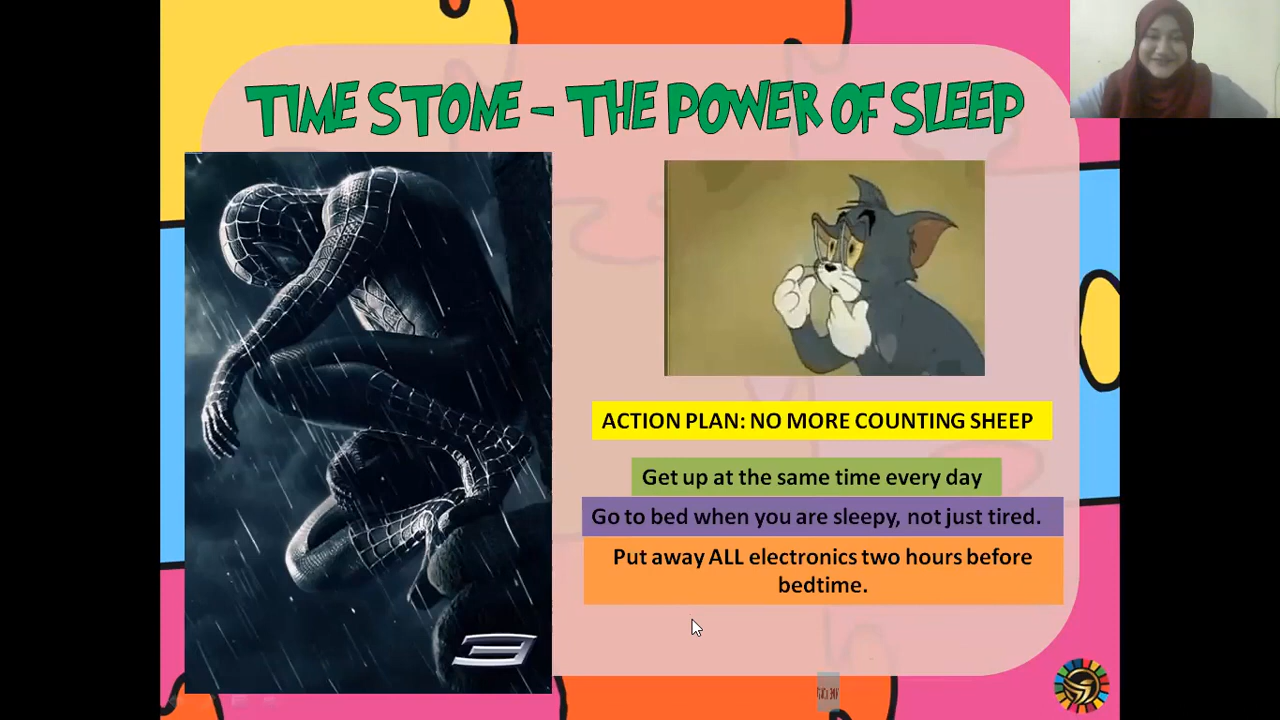 TIME STONE - THE POWER OF SLEEP
3
ACTION PLAN: NO MORE COUNTING SHEEP
Get up at the same time every day
Go to bed when you are sleepy, not just tired.
Put away ALL electronics two hours before
bedtime.